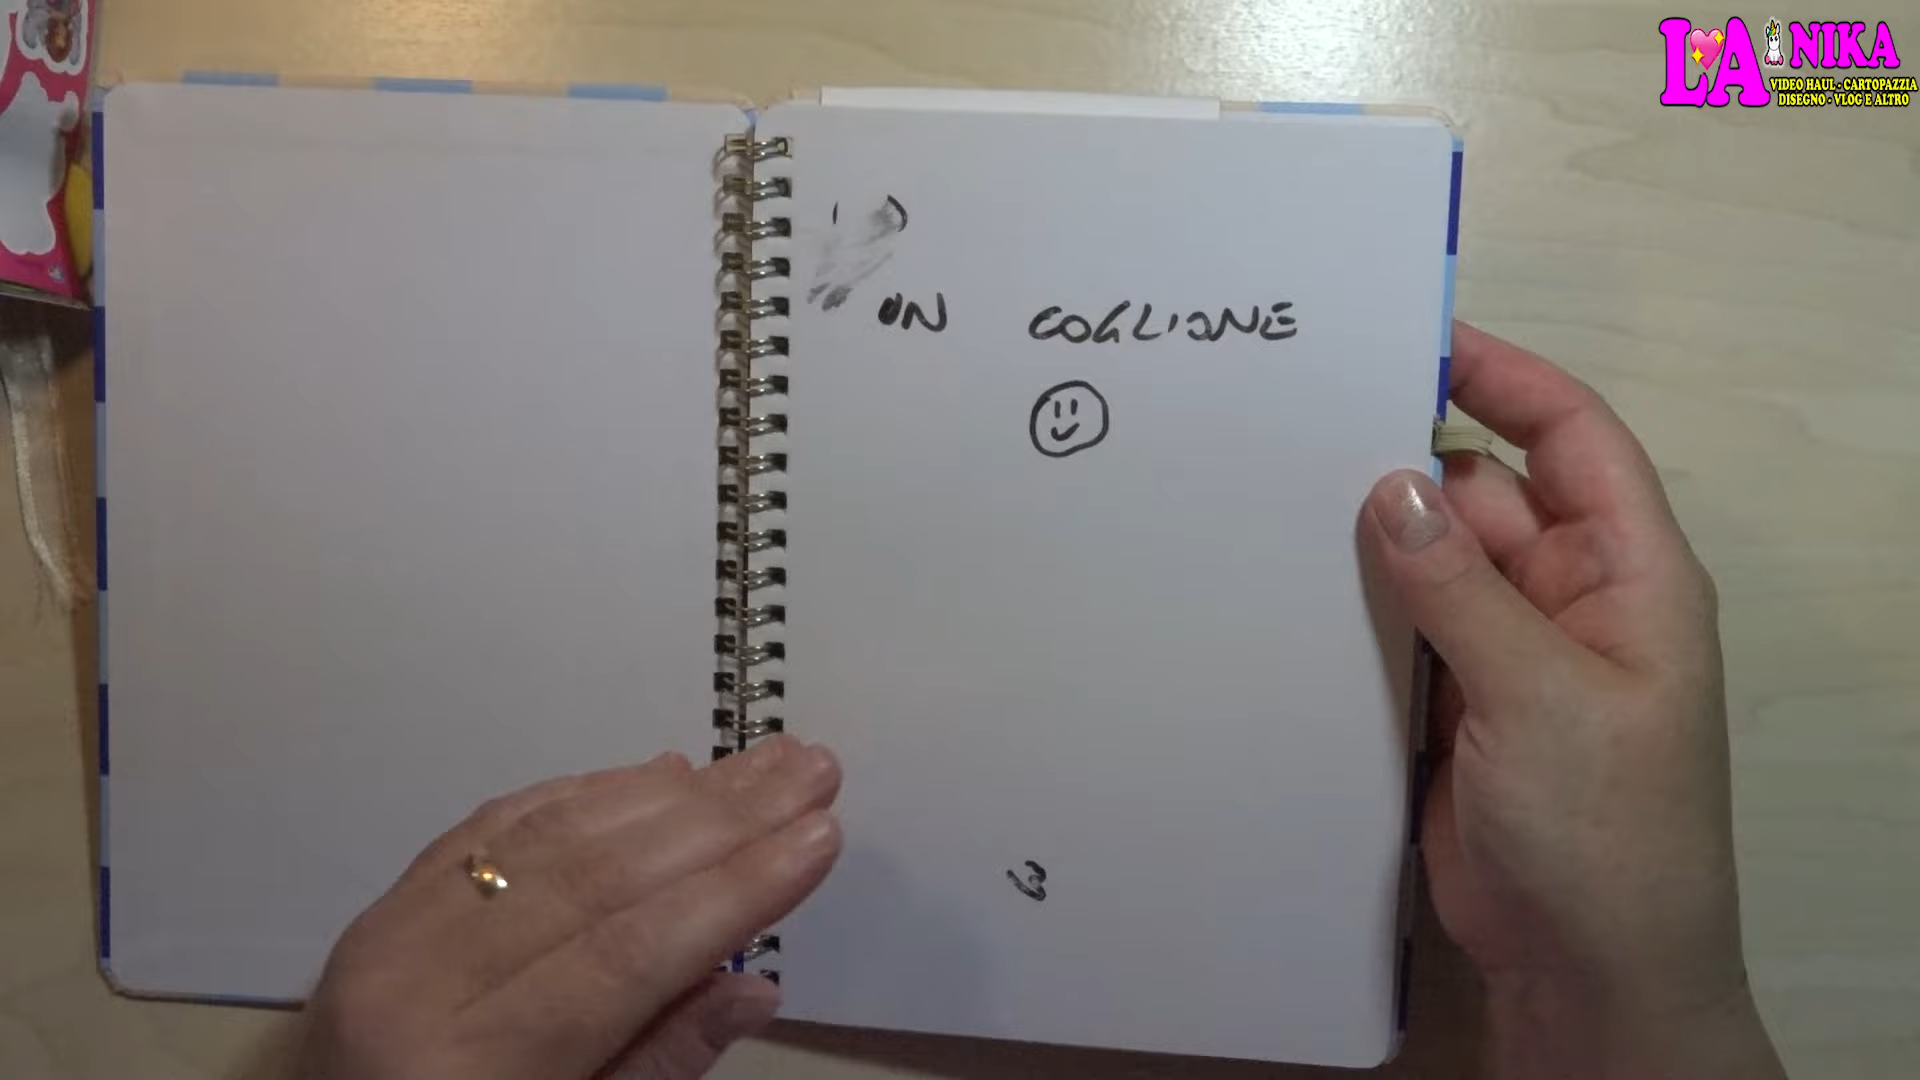 LA NIKA
VIDEO HAUL - CARTOPAZZIA
DISEGNO - VLOG E ALTRO
UN COGLIONE